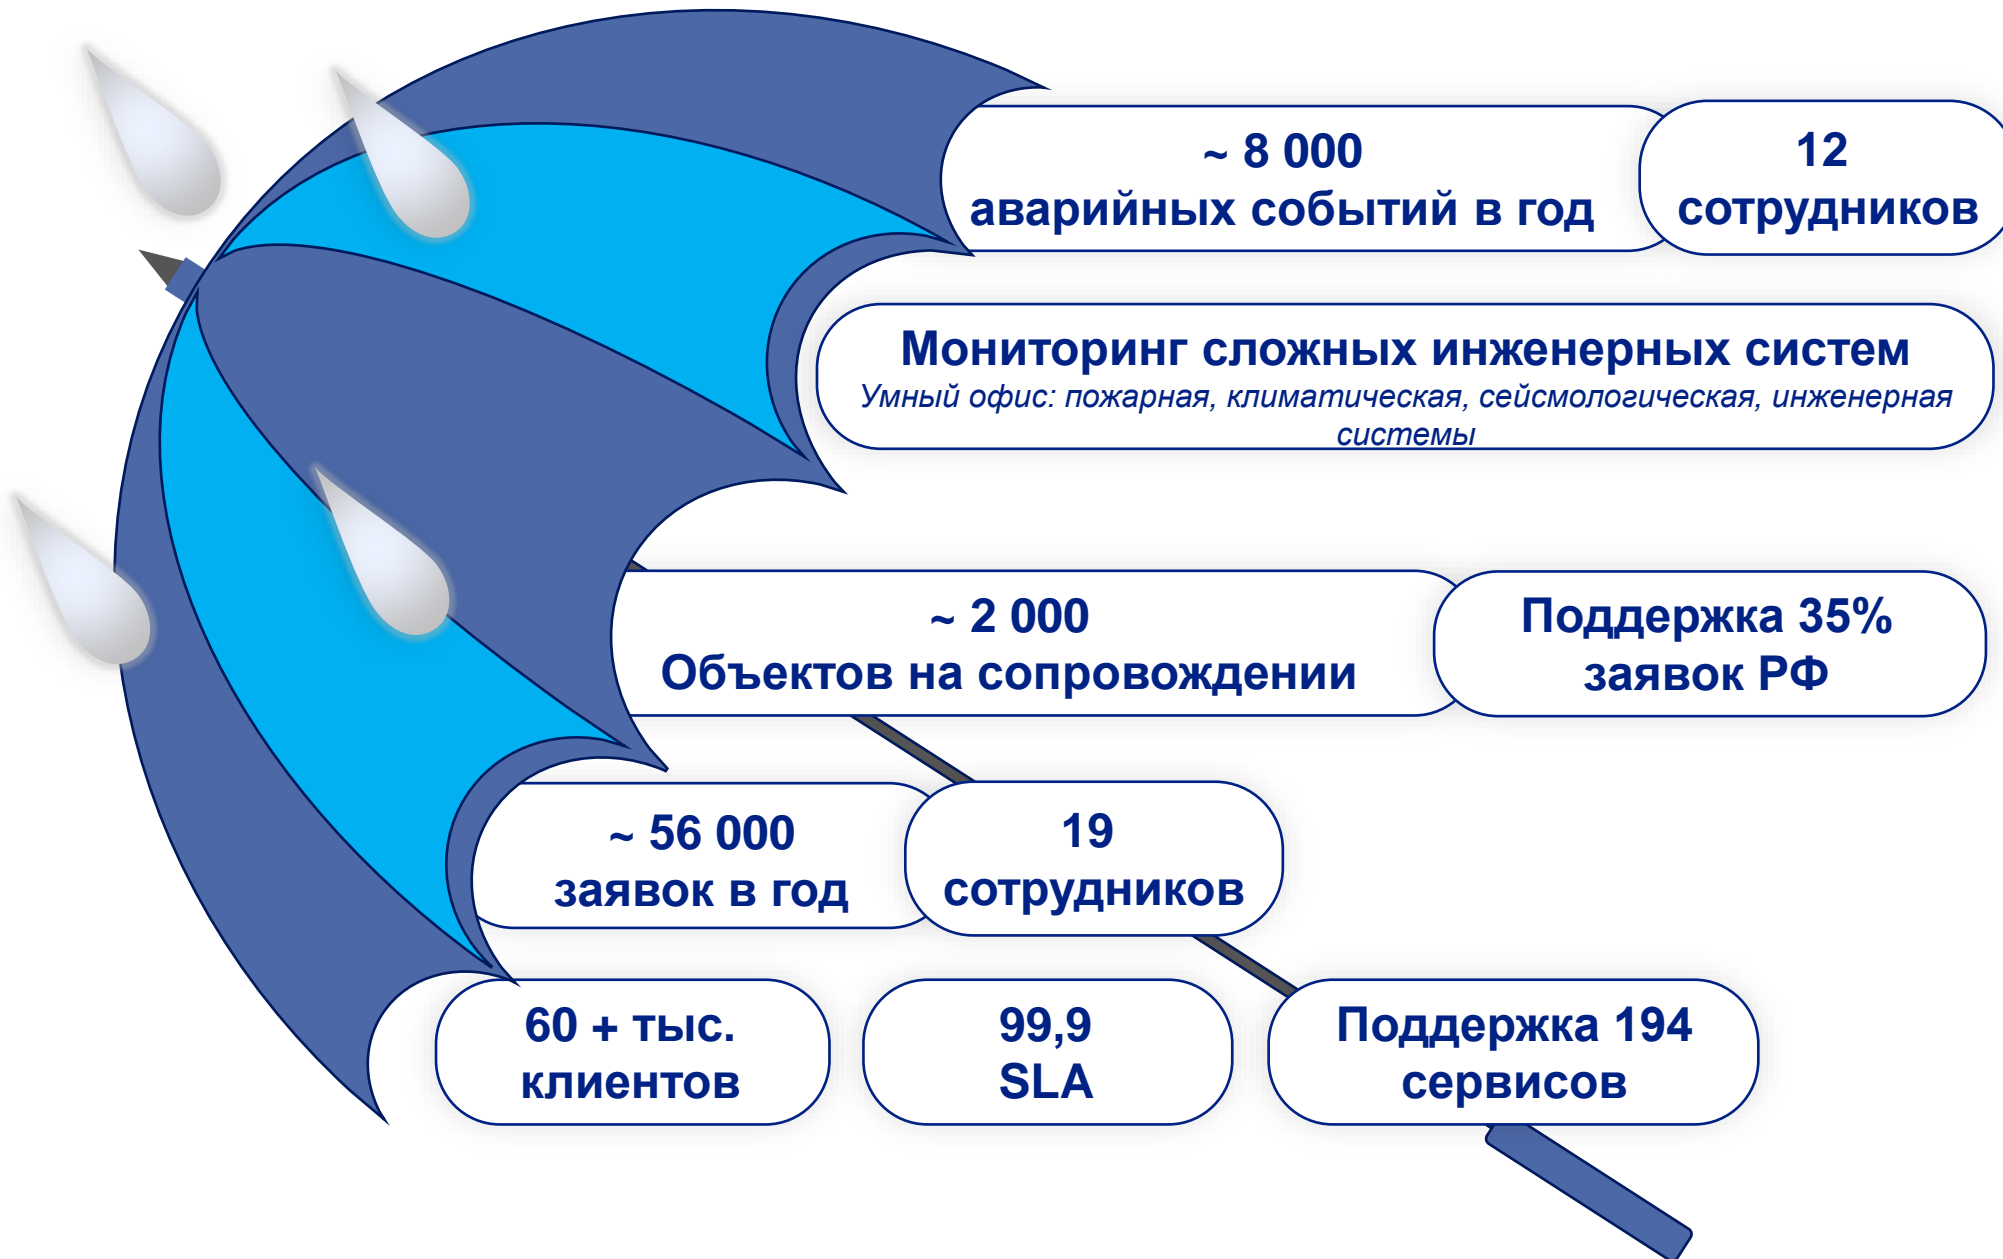 ~ 8 000
аварийных событий в год
12
сотрудников
Мониторинг сложных инженерных систем
Умный офис: пожарная, климатическая, сейсмологическая, инженерная
системы
~ 2 000
Объектов на сопровождении
Поддержка 35%
заявок РФ
~ 56 000
заявок в год
19
сотрудников
60 + тыс.
клиентов
99,9
SLA
Поддержка 194
сервисов